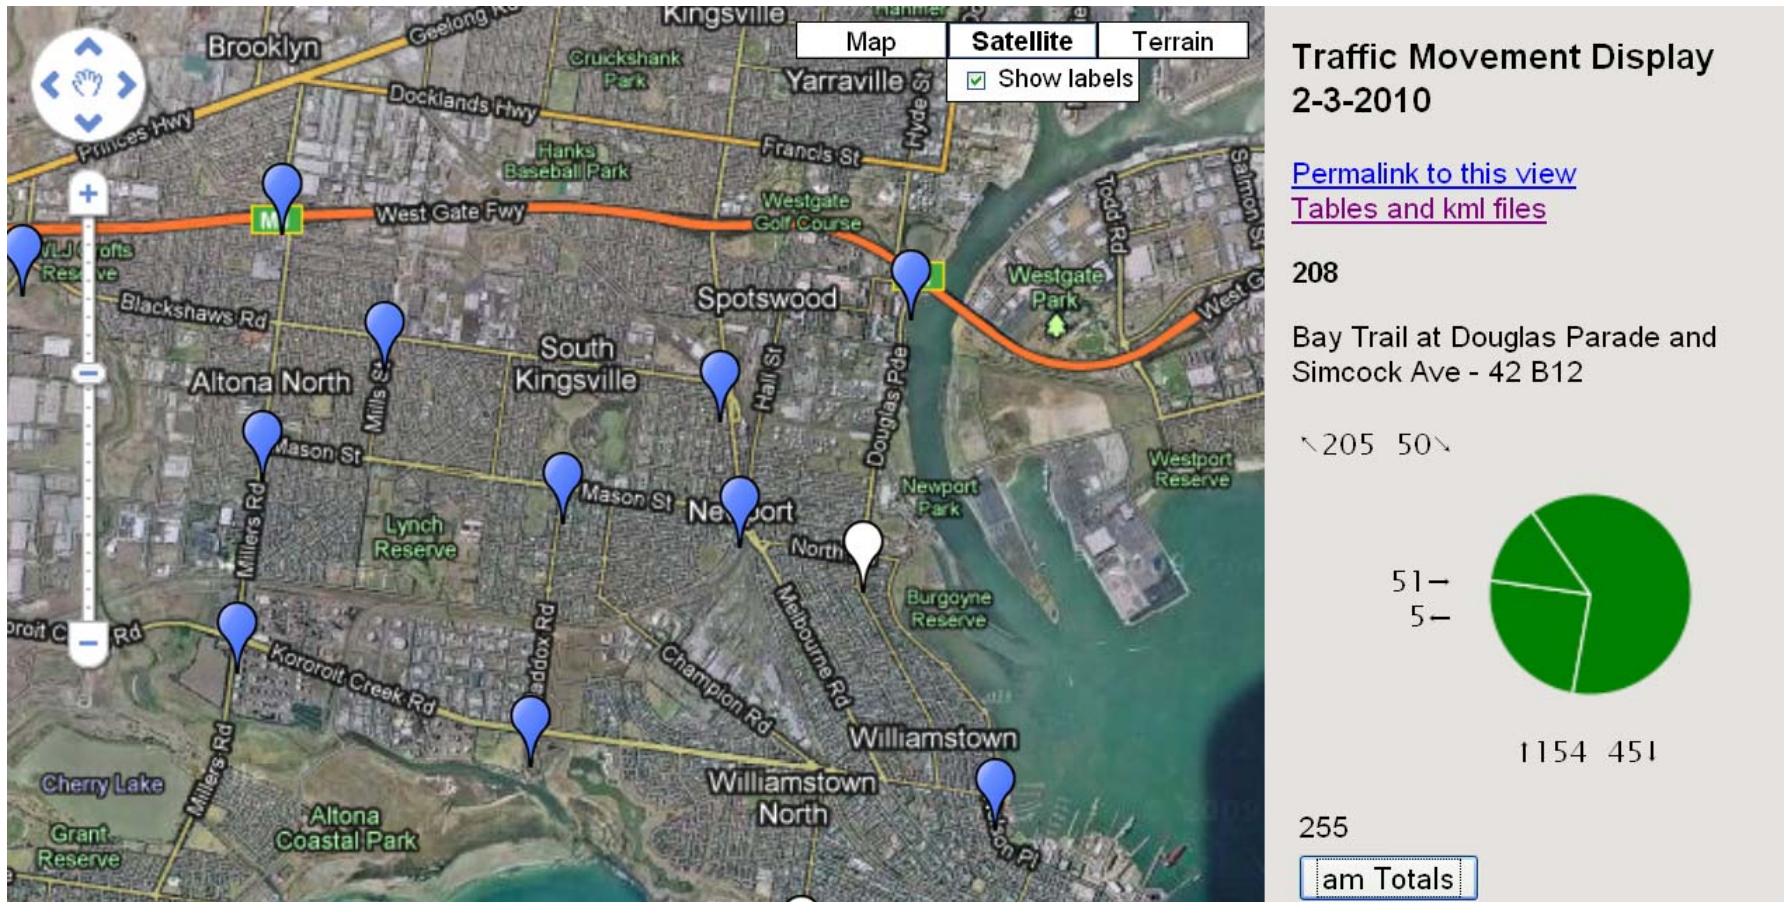 Kingsville
Brooklyn
Geelong Rd
Map
Satellite
Terrain
Show labels
Cruickshank
Park
Yarraville
Hyde St
Docklands Hwy
Princes Hwy
Francis St
Hanks
Baseball Park
Westgate
Golf Course
West Gate Fwy
Todd Rd
Salmon St
Westgate
Park
West G
Blackshaws Rd
Spotswood
South
Kingsville
Hall St
Douglas Pde
Altona North
Mills St
Mason St
Mason St
Millers Rd
Lynch
Reserve
Newport
Park
Westport
Reserve
North
Burgoyne
Reserve
Melbourne Rd
Champion Rd
Kororoit Creek Rd
Williamstown
Williamstown
North
Millers Rd
Cherry Lake
Altona
Coastal Park
Grant
Reserve
Traffic Movement Display
2-3-2010
Permalink to this view
Tables and kml files
208
Bay Trail at Douglas Parade and
Simcock Ave - 42 B12
↖205 50↘
51→
5←
↑154 45↓
255
am Totals